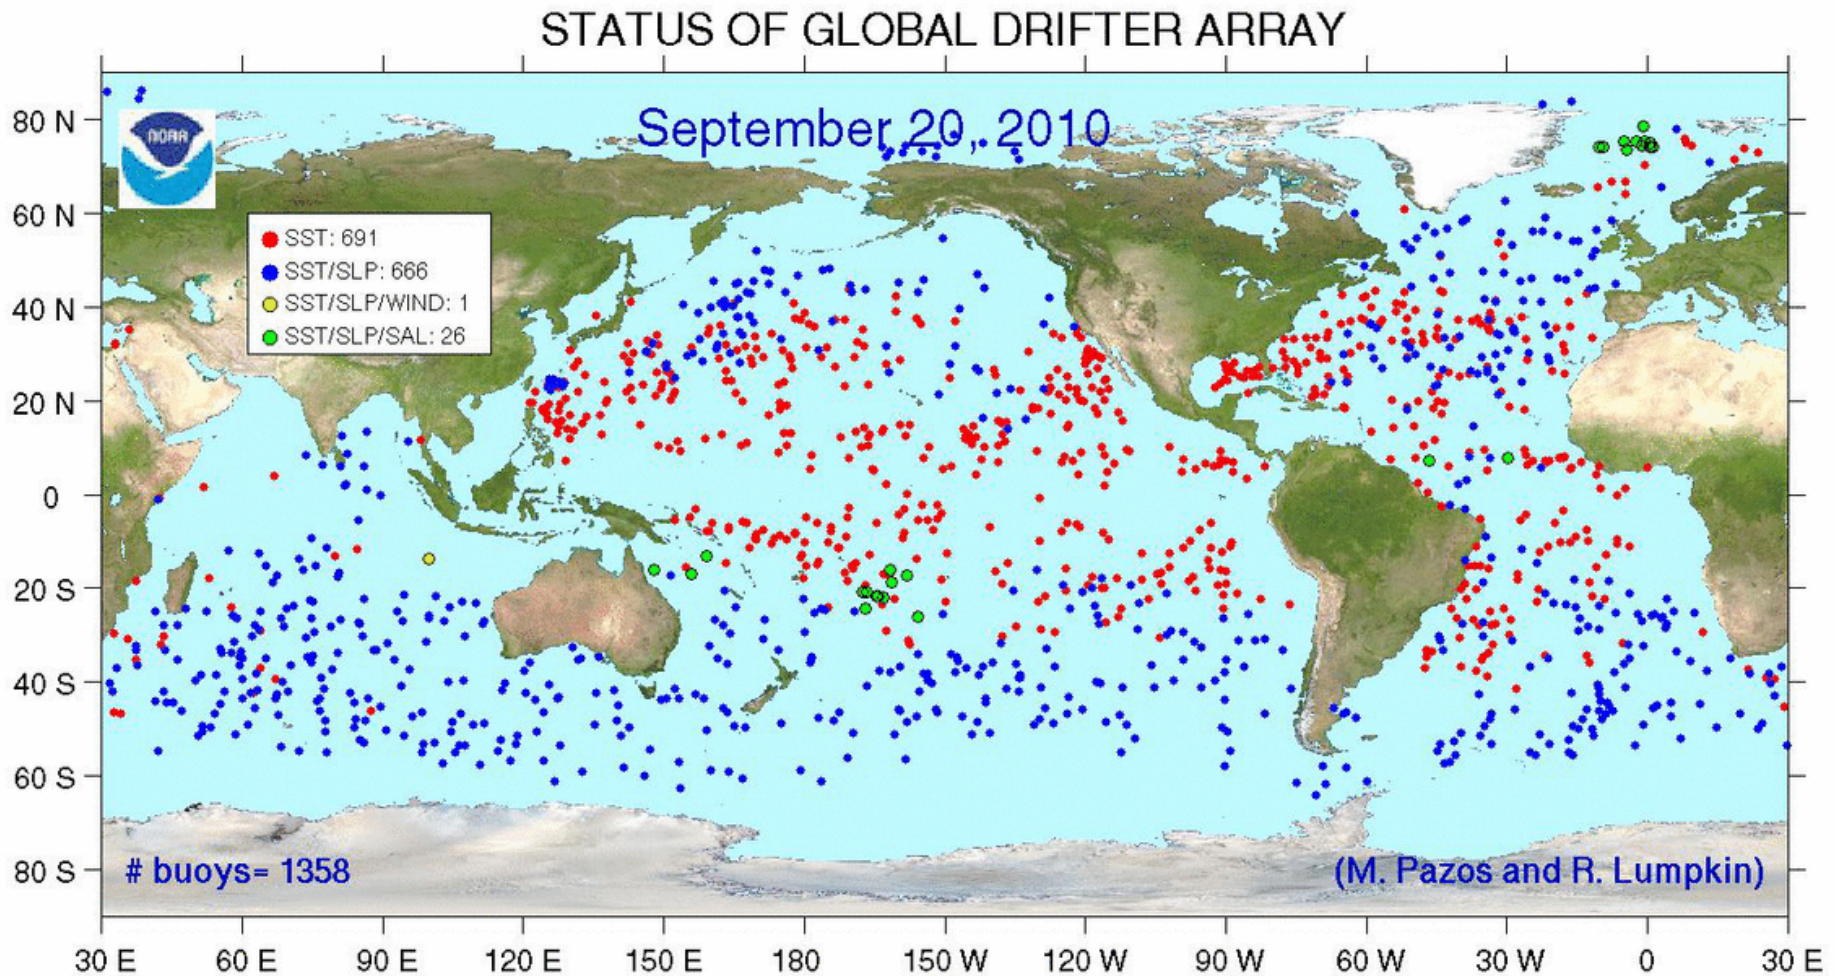 STATUS OF GLOBAL DRIFTER ARRAY
September 20, 2010
NOAA
SST: 691
SST/SLP: 666
SST/SLP/WIND: 1
SST/SLP/SAL: 26
80 N
60 N
40 N
20 N
0
20 S
40 S
60 S
80 S
# buoys= 1358
(M. Pazos and R. Lumpkin)
30 E 60 E 90 E 120 E 150 E 180 150 W 120 W 90 W 60 W 30 W 0 30 E